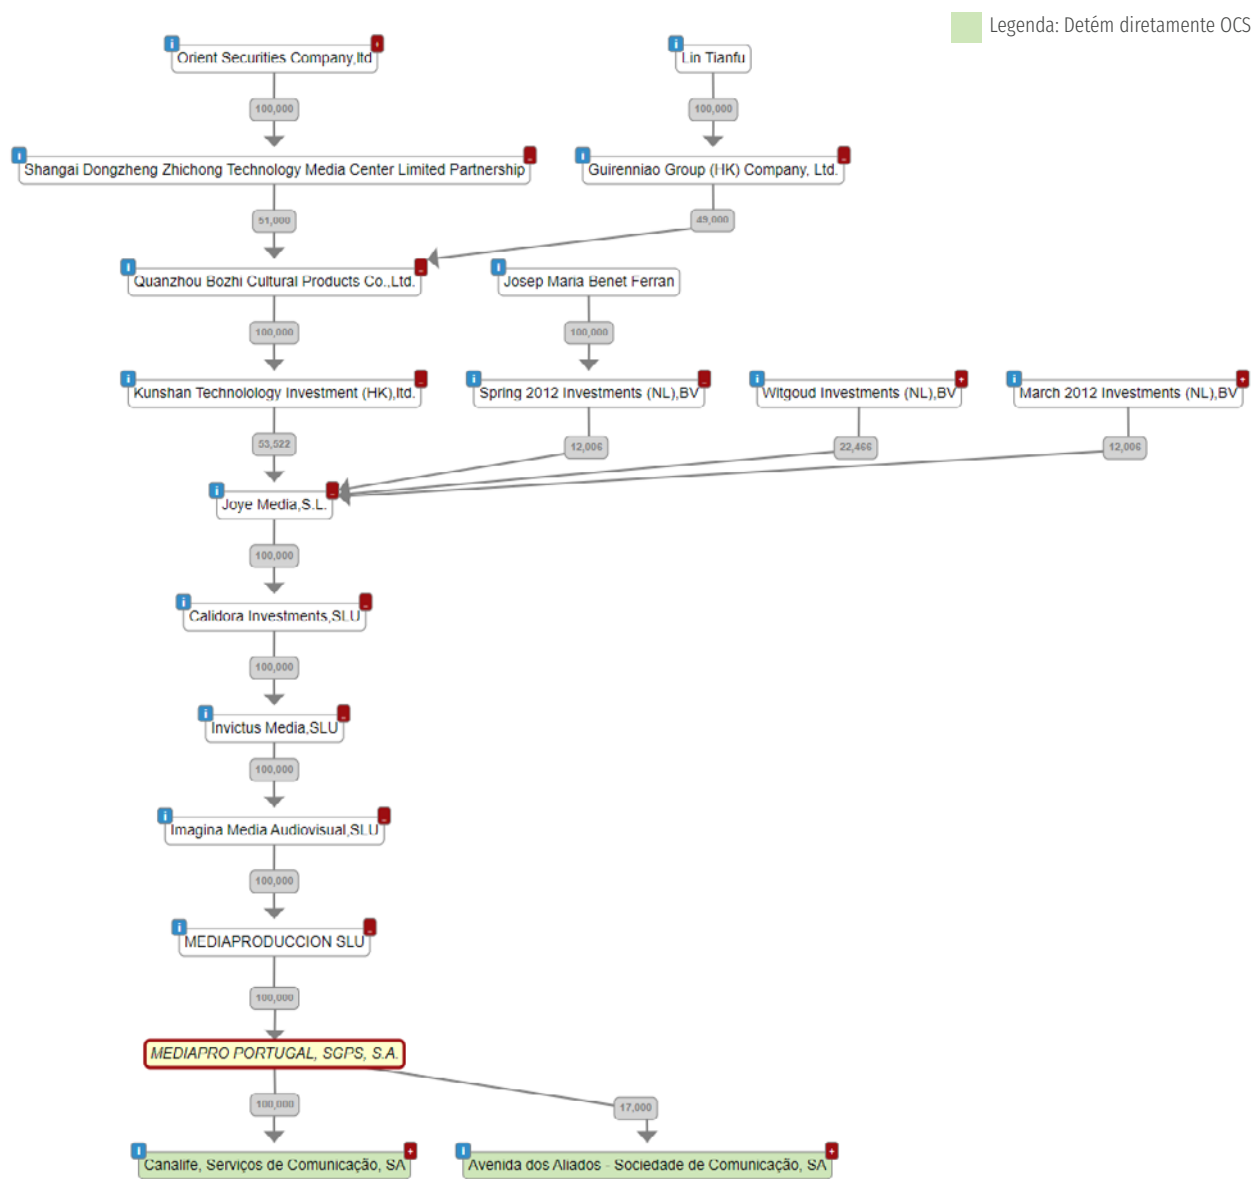 Legenda: Detém diretamente OCS
Orient Securities Company,ltd
Lin Tianfu
100,000
100,000
Shangai Dongzheng Zhichong Technology Media Center Limited Partnership
Guirenniao Group (HK) Company, Ltd.
51,000
49,000
Quanzhou Bozhi Cultural Products Co.,Ltd.
Josep Maria Benet Ferran
100,000
100,000
Kunshan Technolology Investment (HK),ltd.
Spring 2012 Investments (NL),BV
Witgoud Investments (NL),BV
March 2012 Investments (NL),BV
53,522
12,006
22,466
12,006
Joye Media,S.L.
100,000
Calidora Investments,SLU
100,000
Invictus Media,SLU
100,000
Imagina Media Audiovisual,SLU
100,000
MEDIAPRODUCCION SLU
100,000
MEDIAPRO PORTUGAL, SGPS, S.A.
100,000
17,000
Canalife, Serviços de Comunicação, SA
Avenida dos Aliados - Sociedade de Comunicação, SA